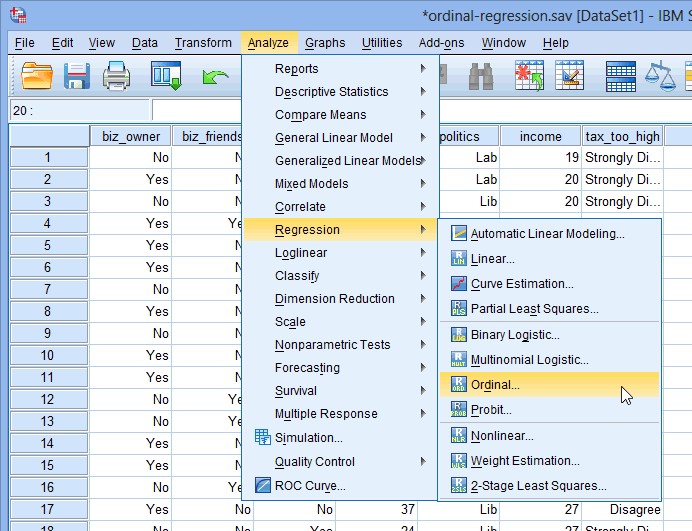 *ordinal-regression.sav [DataSet1] - IBM S
File Edit View Data Transform Analyze Graphs Utilities Add-ons Window Help
20 :
biz_owner biz_friends politics income tax_too_high
1 No Lab 19 Strongly Di...
2 Yes Lab 20 Strongly Di...
3 No Lib 20 Strongly Di...
4 Yes
5 Yes
6 Yes
7 No
8 Yes
9 No
10 Yes
11 Yes
12 No
13 No
14 Yes
15 Yes
16 No
17 Yes No No 37 Lib 27 Disagree
18 No No Yes 24 Lib 27 Strongly Di...
Reports
Descriptive Statistics
Compare Means
General Linear Model
Generalized Linear Models
Mixed Models
Correlate
Regression
Loglinear
Classify
Dimension Reduction
Scale
Nonparametric Tests
Forecasting
Survival
Multiple Response
Simulation...
Quality Control
ROC Curve...
Automatic Linear Modeling...
Linear...
Curve Estimation...
Partial Least Squares...
Binary Logistic...
Multinomial Logistic...
Ordinal...
Probit...
Nonlinear...
Weight Estimation...
2-Stage Least Squares...